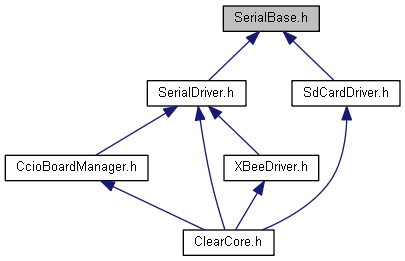 SerialBase.h
SerialDriver.h
SdCardDriver.h
CcioBoardManager.h
XBeeDriver.h
ClearCore.h